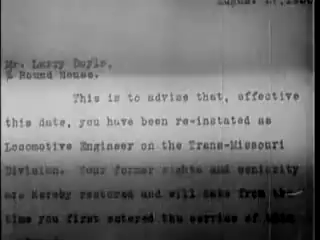 August
Mr. Larry Doyle,
% Round House.
This is to advise that, effective
this date, you have been re-instated as
Locomotive Engineer on the Trans-Missouri
Division. Your former rights and seniority
are hereby restored and will date from the
time you first entered the service of